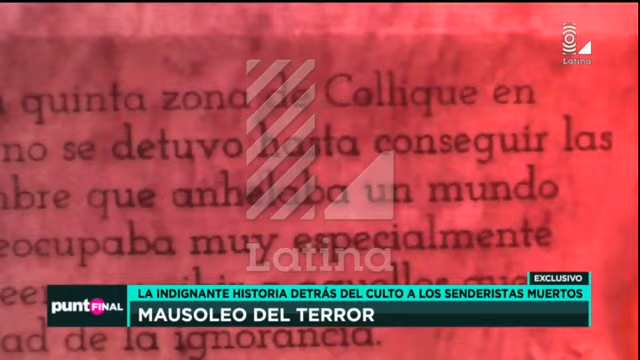 Latina
quinta zona de Collique en
no se detuvo hasta conseguir las
mbre que anhelaba un mundo
eocupaba muy especialmente
Latina
EXCLUSIVO
LA INDIGNANTE HISTORIA DETRÁS DEL CULTO A LOS SENDERISTAS MUERTOS
punto FINAL
MAUSOLEO DEL TERROR
ad de la ignorancia.